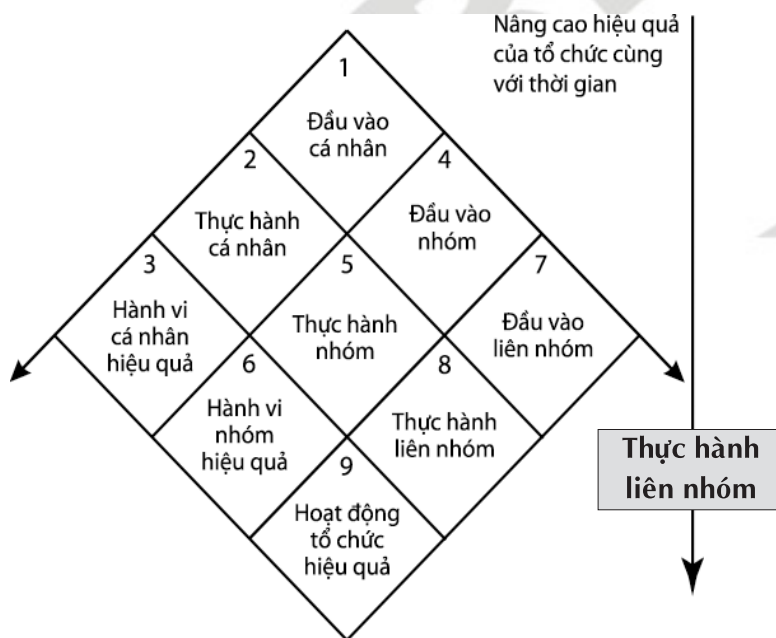 Nâng cao hiệu quả
của tổ chức cùng
với thời gian
1
Đầu vào
cá nhân
2
Thực hành
cá nhân
3
Hành vi
cá nhân
hiệu quả
4
Đầu vào
nhóm
5
Thực hành
nhóm
6
Hành vi
nhóm
hiệu quả
7
Đầu vào
liên nhóm
8
Thực hành
liên nhóm
9
Hoạt động
tổ chức
hiệu quả
Thực hành
liên nhóm